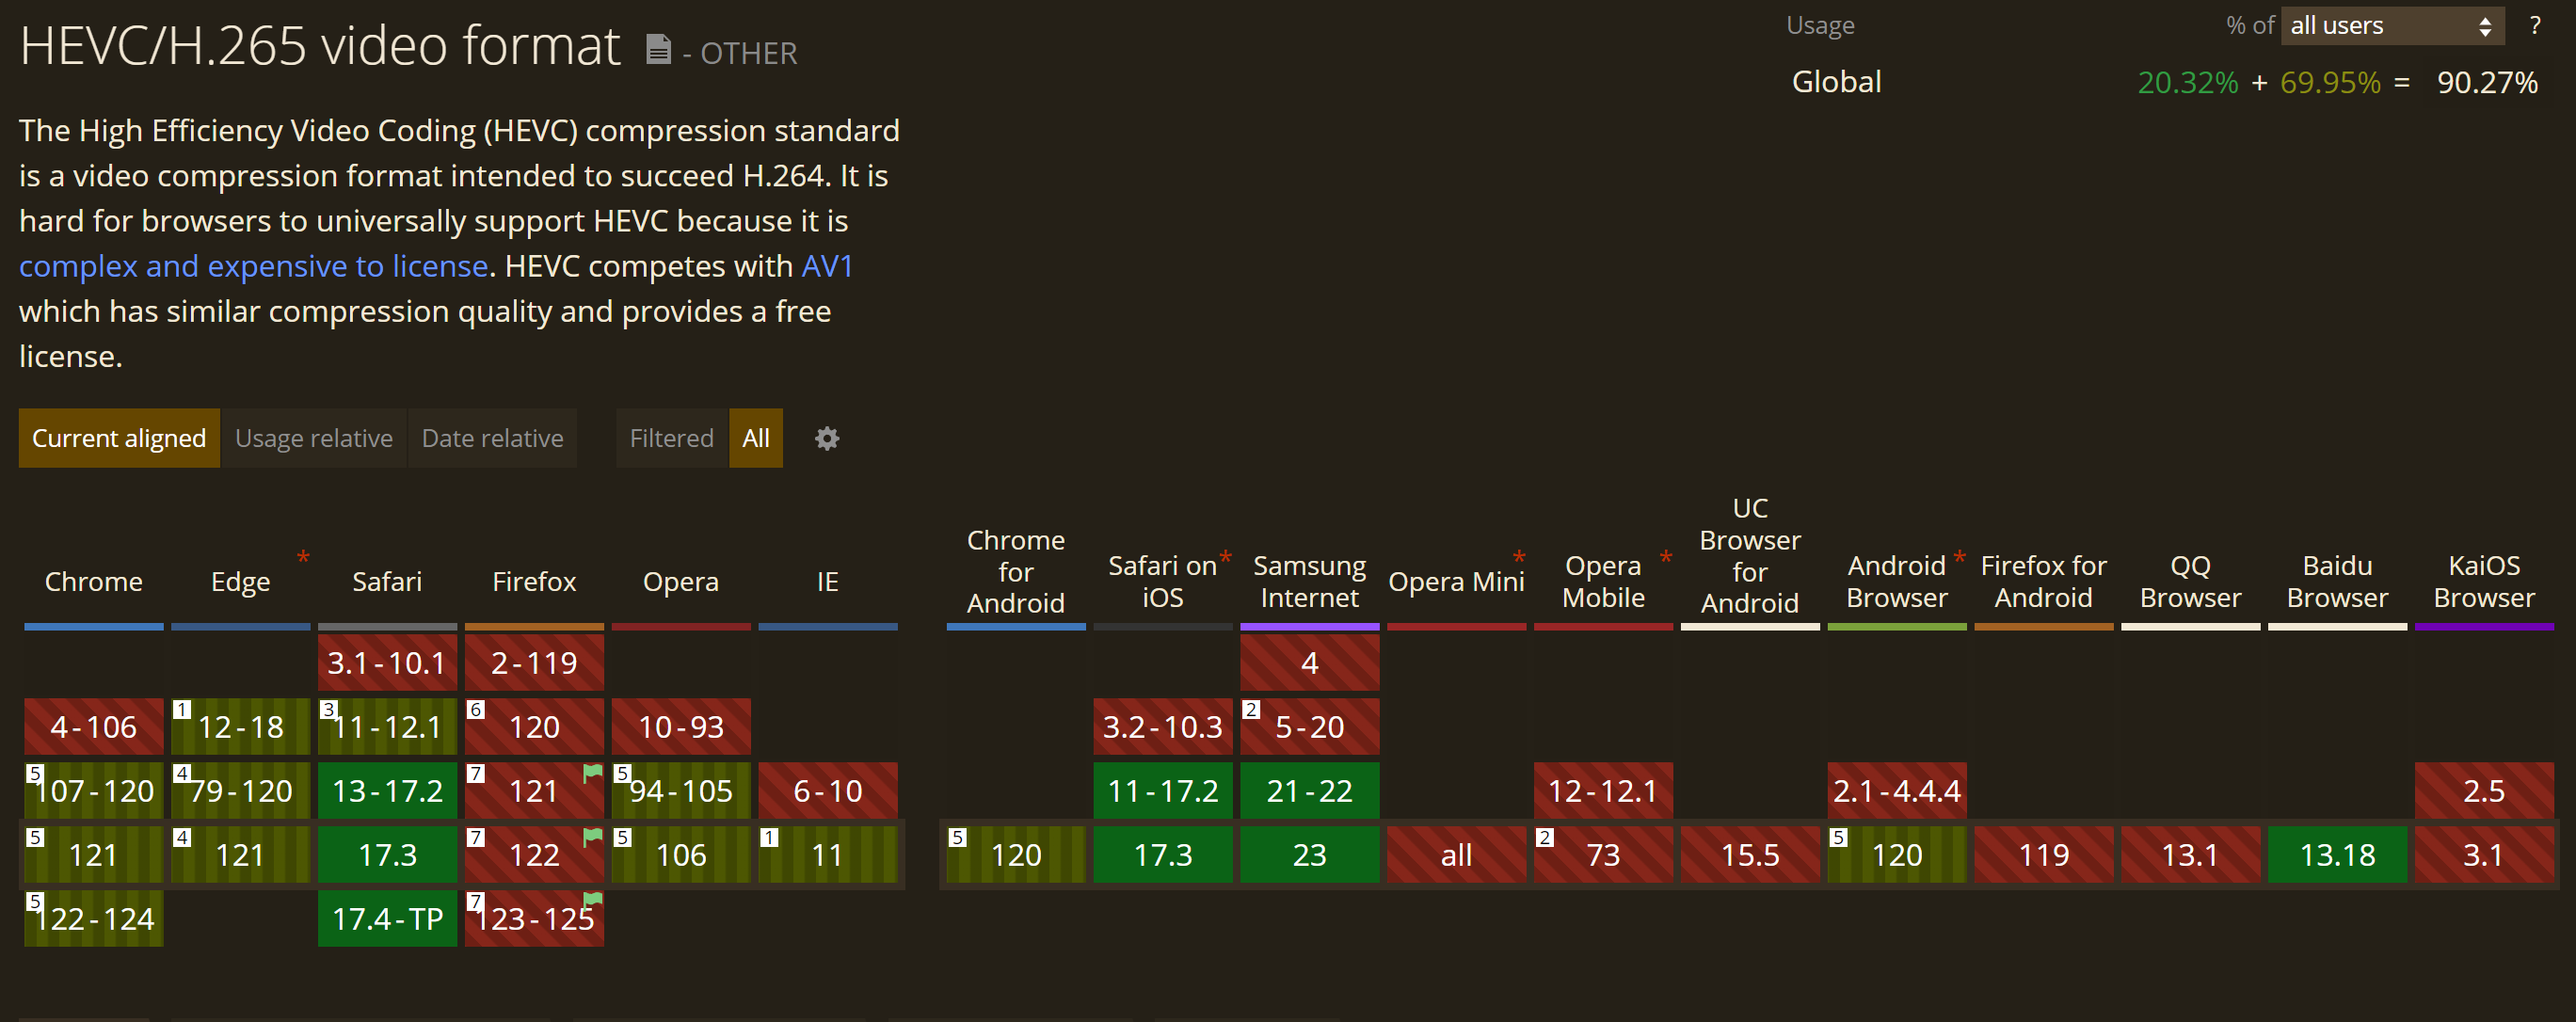 HEVC/H.265 video format - OTHER
Usage % of all users ?
Global 20.32% + 69.95% = 90.27%
The High Efficiency Video Coding (HEVC) compression standard
is a video compression format intended to succeed H.264. It is
hard for browsers to universally support HEVC because it is
complex and expensive to license. HEVC competes with AV1
which has similar compression quality and provides a free
license.
Current aligned Usage relative Date relative Filtered All
Chrome
Edge *
Safari
Firefox
Opera
IE
Chrome
for
Android
Safari on *
iOS
Samsung
Internet
Opera Mini *
Opera *
Mobile
UC
Browser
for
Android
Android *
Browser
Firefox for
Android
QQ
Browser
Baidu
Browser
KaiOS
Browser
3.1-10.1 2-119 4
4-106 1 12-18 3 11-12.1 6 120 10-93 3.2-10.3 2 5-20
5 107-120 4 79-120 13-17.2 7 121 5 94-105 6-10 11-17.2 21-22 12-12.1 2.1-4.4.4 2.5
5 121 4 121 17.3 7 122 5 106 1 11 5 120 17.3 23 all 2 73 15.5 5 120 119 13.1 13.18 3.1
5 122-124 17.4-TP 7 123-125